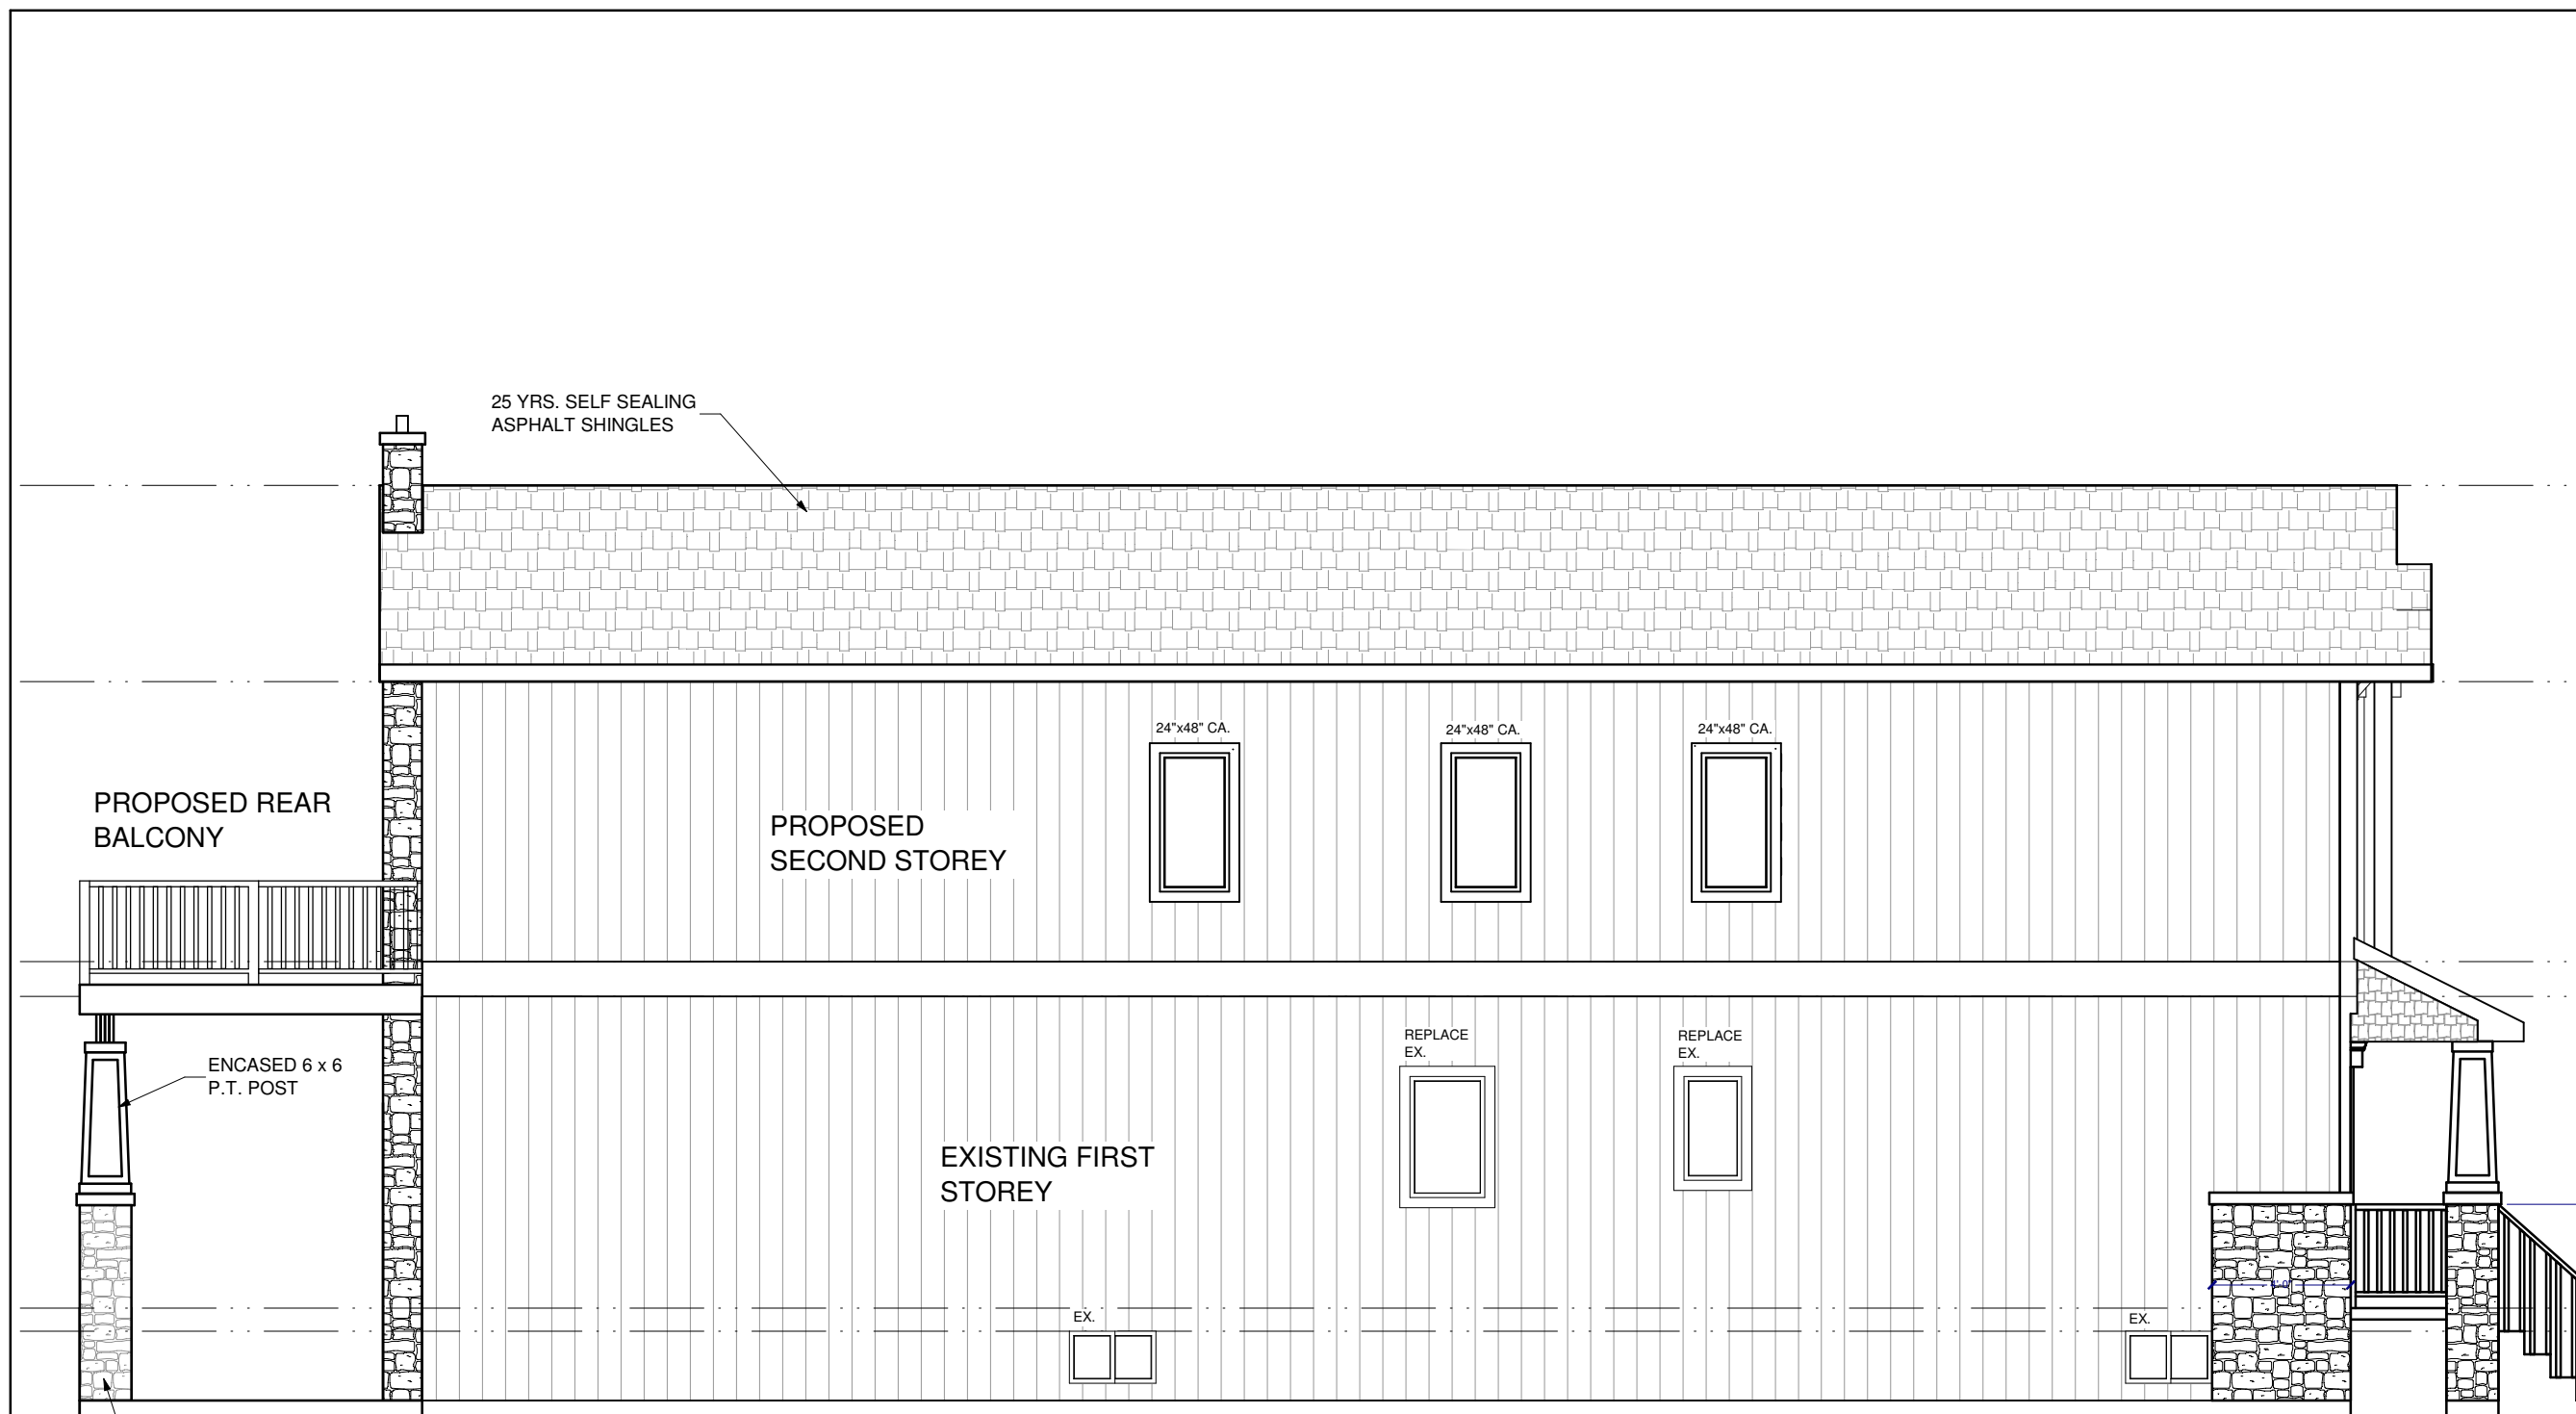 25 YRS. SELF SEALING
ASPHALT SHINGLES
24"x48" CA.
24"x48" CA.
24"x48" CA.
PROPOSED REAR
BALCONY
PROPOSED
SECOND STOREY
REPLACE
EX.
REPLACE
EX.
ENCASED 6 x 6
P.T. POST
EXISTING FIRST
STOREY
EX.
EX.